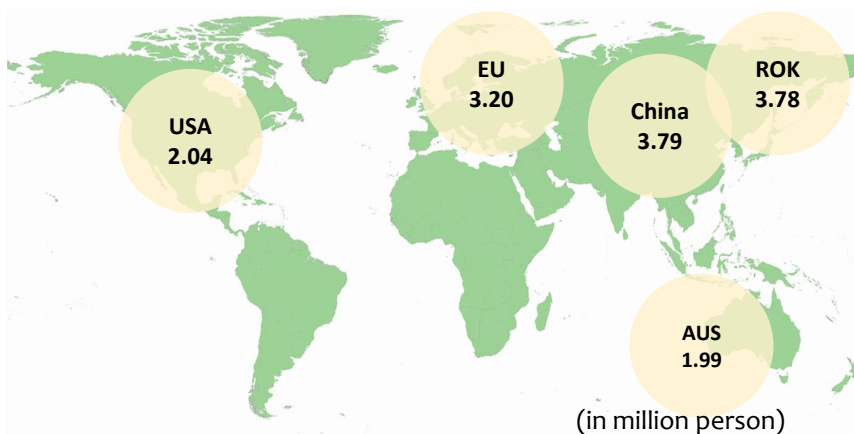 EU
3.20
ROK
3.78
USA
2.04
China
3.79
AUS
1.99
(in million person)